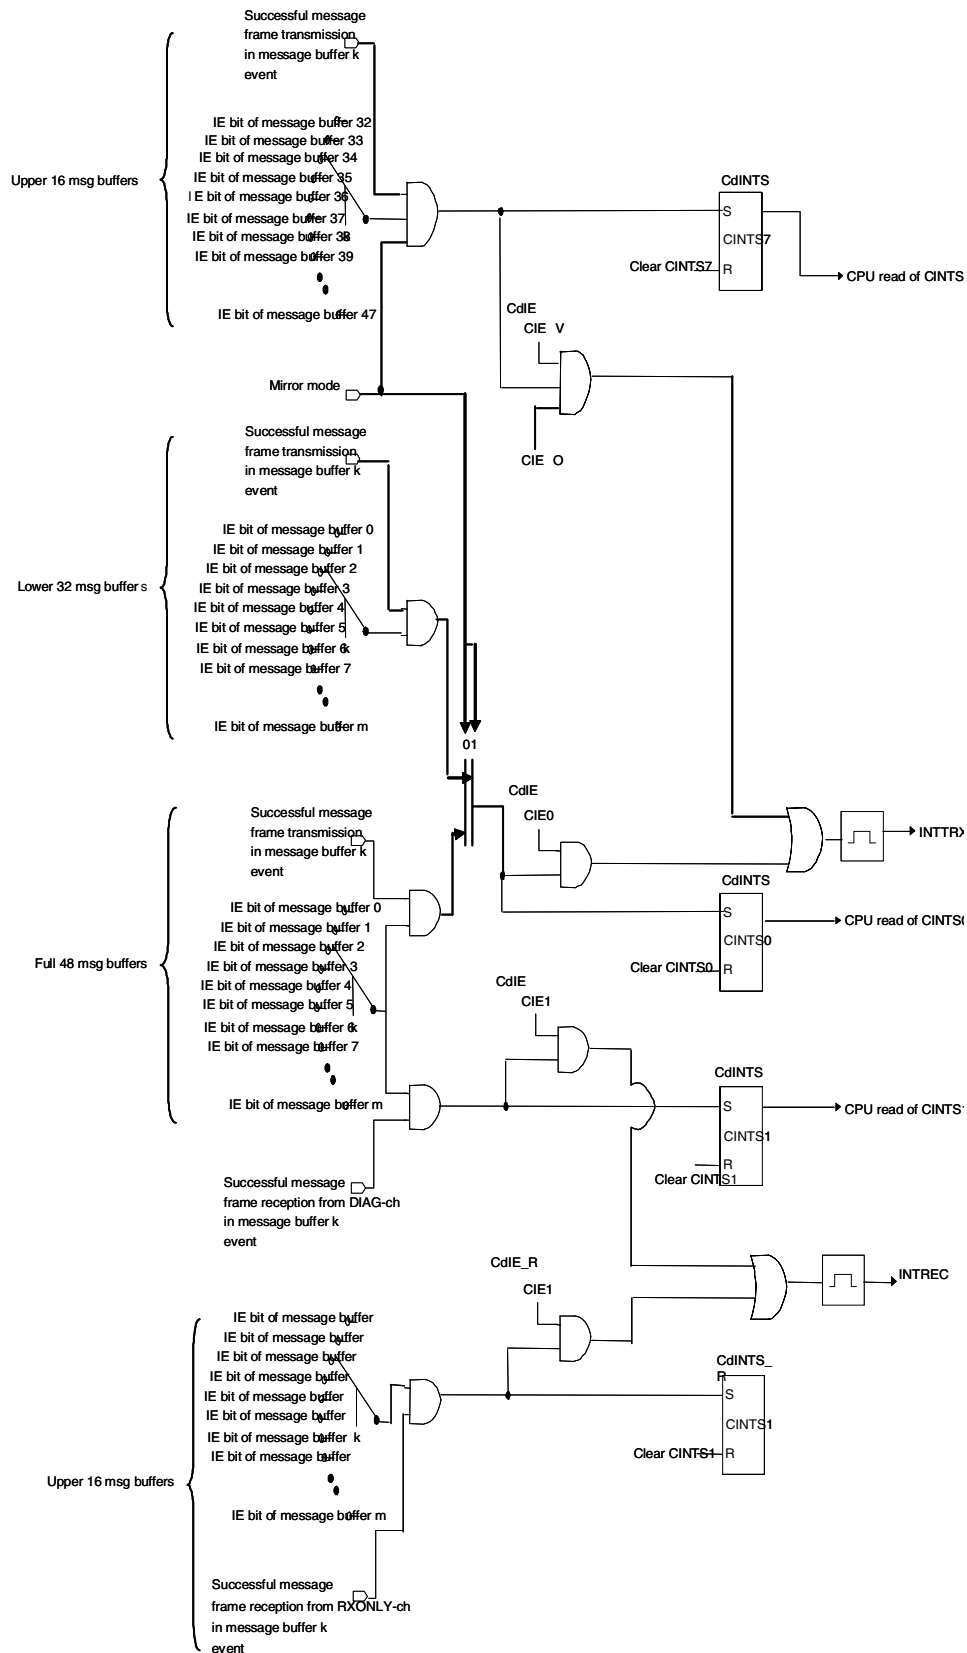 Successful message
frame transmission
in message buffer k
event
IE bit of message buffer 32
IE bit of message buffer 33
IE bit of message buffer 34
IE bit of message buffer 35
IE bit of message buffer 36
IE bit of message buffer 37
IE bit of message buffer 38
k
IE bit of message buffer 39
IE bit of message buffer 47
Upper 16 msg buffers
CdINTS
S
CINTS7
Clear CINTS7
R
CPU read of CINTS
CdIE
CIE V
CIE O
Mirror mode
Successful message
frame transmission
in message buffer k
event
IE bit of message buffer 0
IE bit of message buffer 1
IE bit of message buffer 2
IE bit of message buffer 3
IE bit of message buffer 4
IE bit of message buffer 5
IE bit of message buffer 6
k
IE bit of message buffer 7
IE bit of message buffer m
Lower 32 msg buffer s
01
CdIE
CIE0
INTTRX
CdINTS
S
CINTS0
Clear CINTS0
R
CPU read of CINTS0
Successful message
frame transmission
in message buffer k
event
IE bit of message buffer 0
IE bit of message buffer 1
IE bit of message buffer 2
IE bit of message buffer 3
IE bit of message buffer 4
IE bit of message buffer 5
IE bit of message buffer 6
k
IE bit of message buffer 7
IE bit of message buffer m
Full 48 msg buffers
CdIE
CIE1
CdINTS
S
CINTS1
R
Clear CINTS1
CPU read of CINTS1
Successful message
frame reception from DIAG-ch
in message buffer k
event
CdIE_R
CIE1
INTREC
IE bit of message buffer
IE bit of message buffer
IE bit of message buffer
IE bit of message buffer
IE bit of message buffer
IE bit of message buffer
IE bit of message buffer k
IE bit of message buffer
IE bit of message buffer m
Upper 16 msg buffers
CdINTS_
R
S
CINTS1
Clear CINTS1
R
Successful message
frame reception from RXONLY-ch
in message buffer k
event